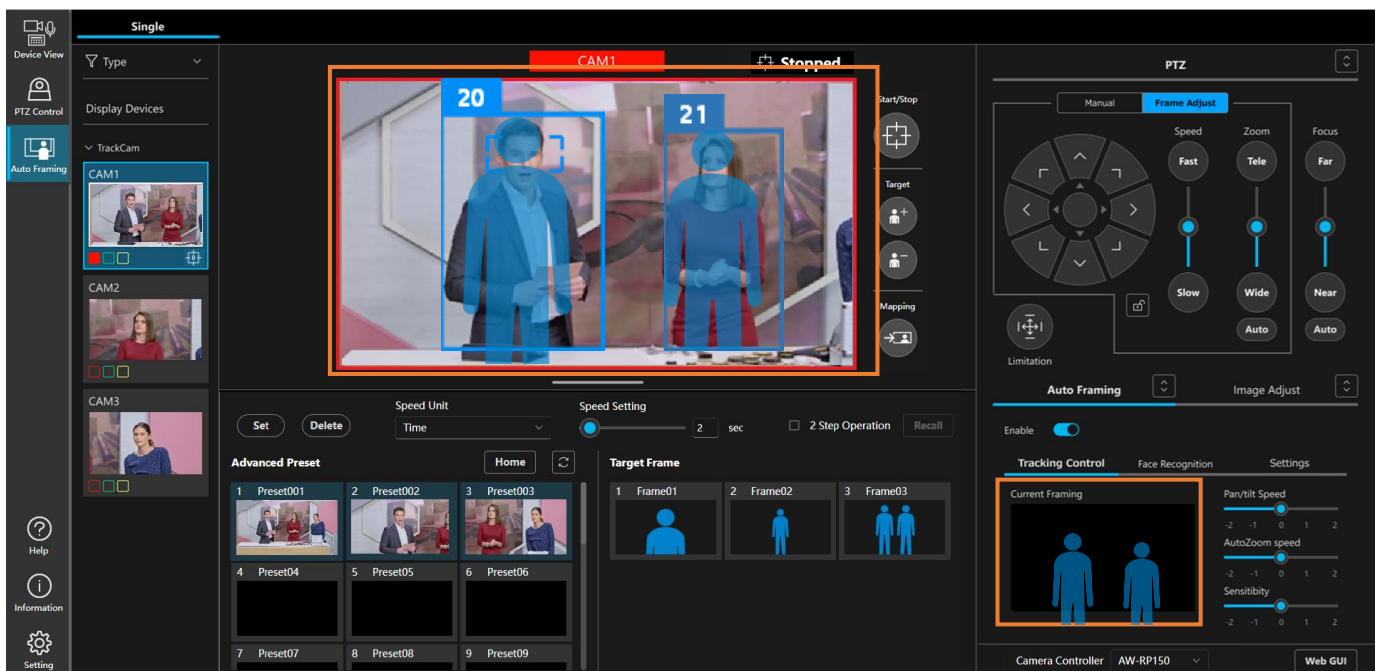 Single
Device View
PTZ Control
Auto Framing
Help
Information
Setting
Type
Display Devices
TrackCam
CAM1
CAM2
CAM3
CAM1
Stopped
20
21
Start/Stop
Target
Mapping
Set
Delete
Speed Unit
Time
Speed Setting
2 sec
2 Step Operation
Recall
Advanced Preset
Home
1 Preset001
2 Preset002
3 Preset003
4 Preset04
5 Preset05
6 Preset06
7 Preset07
8 Preset08
9 Preset09
Target Frame
1 Frame01
2 Frame02
3 Frame03
PTZ
Manual
Frame Adjust
Speed
Zoom
Focus
Fast
Tele
Far
Slow
Wide
Near
Auto
Auto
Limitation
Auto Framing
Image Adjust
Enable
Tracking Control
Face Recognition
Settings
Current Framing
Pan/tilt Speed
-2 -1 0 1 2
AutoZoom speed
-2 -1 0 1 2
Sensitibity
-2 -1 0 1 2
Camera Controller
AW-RP150
Web GUI